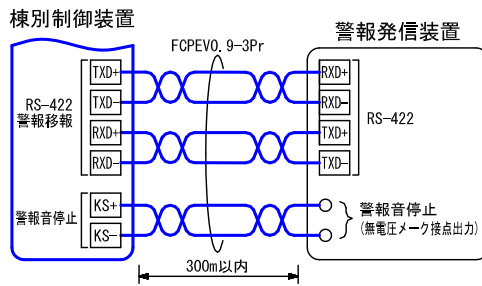 棟別制御装置
警報発信装置
FCPEV0.9-3Pr
RS-422
警報移報
TXD+
TXD-
RXD+
RXD-
RXD+
RXD-
TXD+
TXD-
RS-422
警報音停止
KS+
KS-
警報音停止
(無電圧メーク接点出力)
300m以内